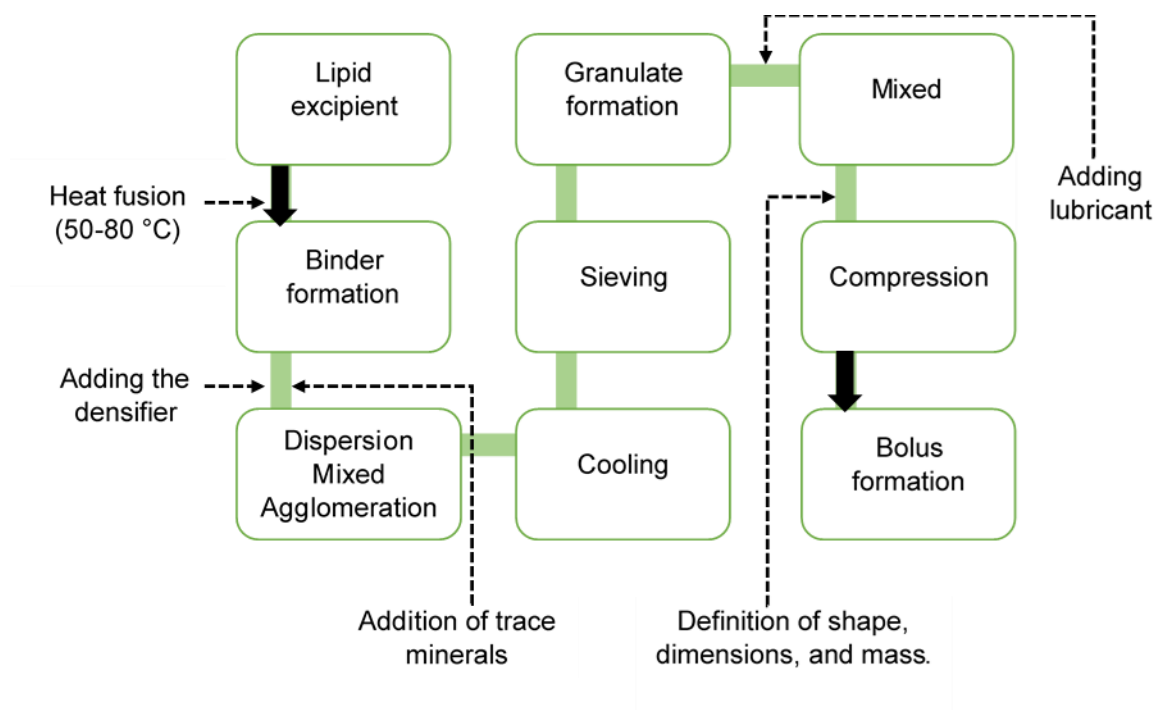 Lipid
excipient
Heat fusion
(50-80 °C)
Binder
formation
Adding the
densifier
Dispersion
Mixed
Agglomeration
Addition of trace
minerals
Cooling
Sieving
Granulate
formation
Adding
lubricant
Mixed
Definition of shape,
dimensions, and mass.
Compression
Bolus
formation